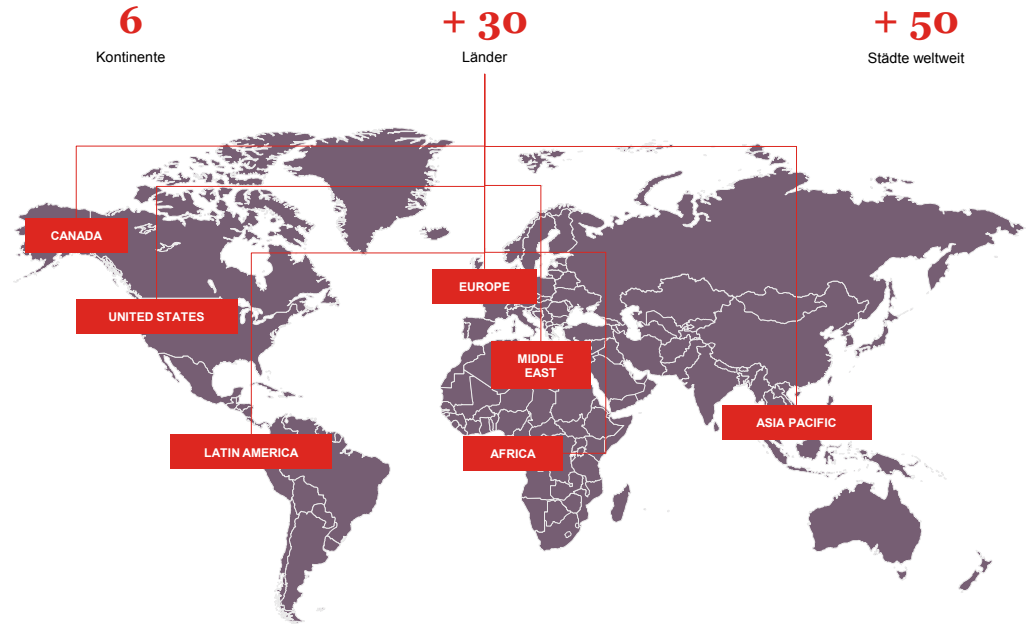 6
+ 30
+ 50
Kontinente
Länder
Städte weltweit
CANADA
EUROPE
UNITED STATES
MIDDLE
EAST
ASIA PACIFIC
LATIN AMERICA
AFRICA